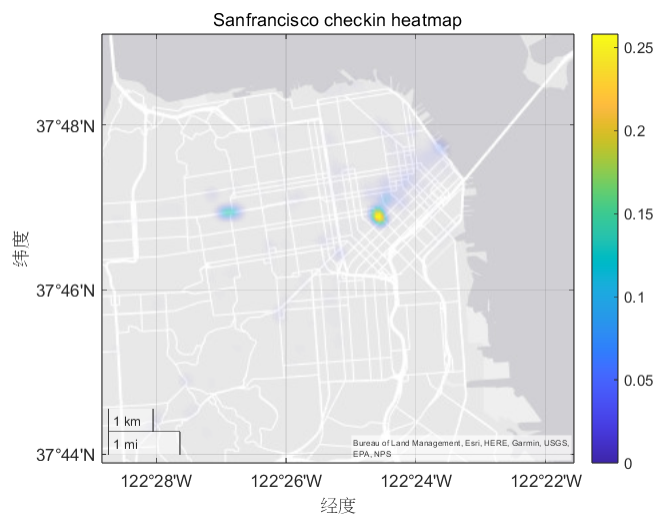 Sanfrancisco checkin heatmap
0.25
37°48'N
0.2
0.15
纬度
37°46'N
0.1
0.05
1 km
1 mi
Bureau of Land Management, Esri, HERE, Garmin, USGS,
EPA, NPS
37°44'N
0
122°28'W 122°26'W 122°24'W 122°22'W
经度